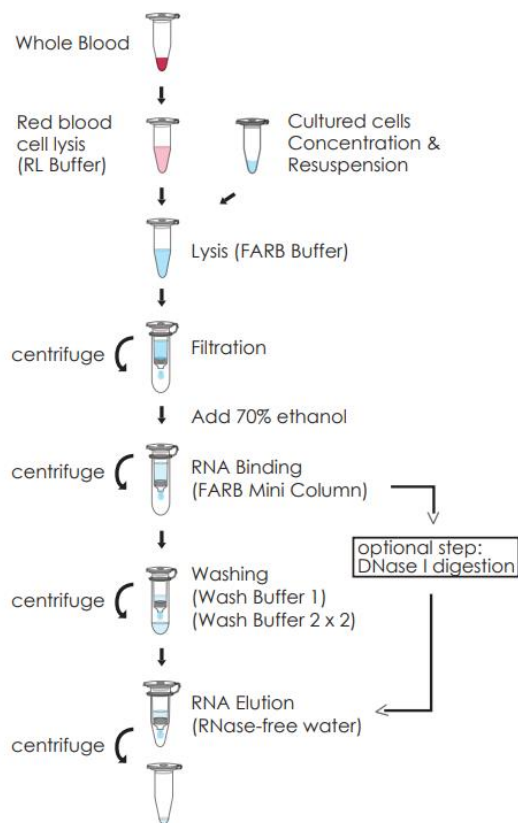 Whole Blood
Red blood
cell lysis
(RL Buffer)
Cultured cells
Concentration &
Resuspension
Lysis (FARB Buffer)
centrifuge
Filtration
Add 70% ethanol
centrifuge
RNA Binding
(FARB Mini Column)
optional step:
DNase I digestion
centrifuge
Washing
(Wash Buffer 1)
(Wash Buffer 2 x 2)
RNA Elution
(RNase-free water)
centrifuge